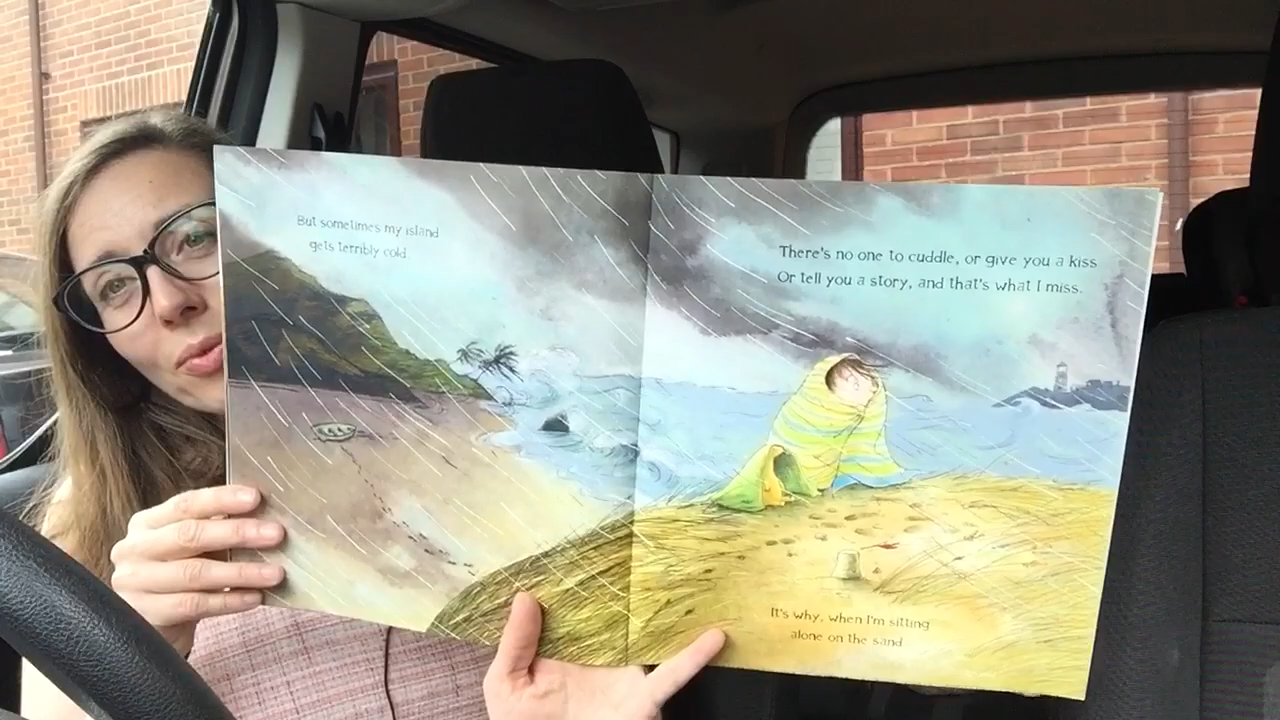 But sometimes my island
gets terribly cold.
There's no one to cuddle, or give you a kiss
Or tell you a story, and that's what I miss.
It's why, when I'm sitting
alone on the sand